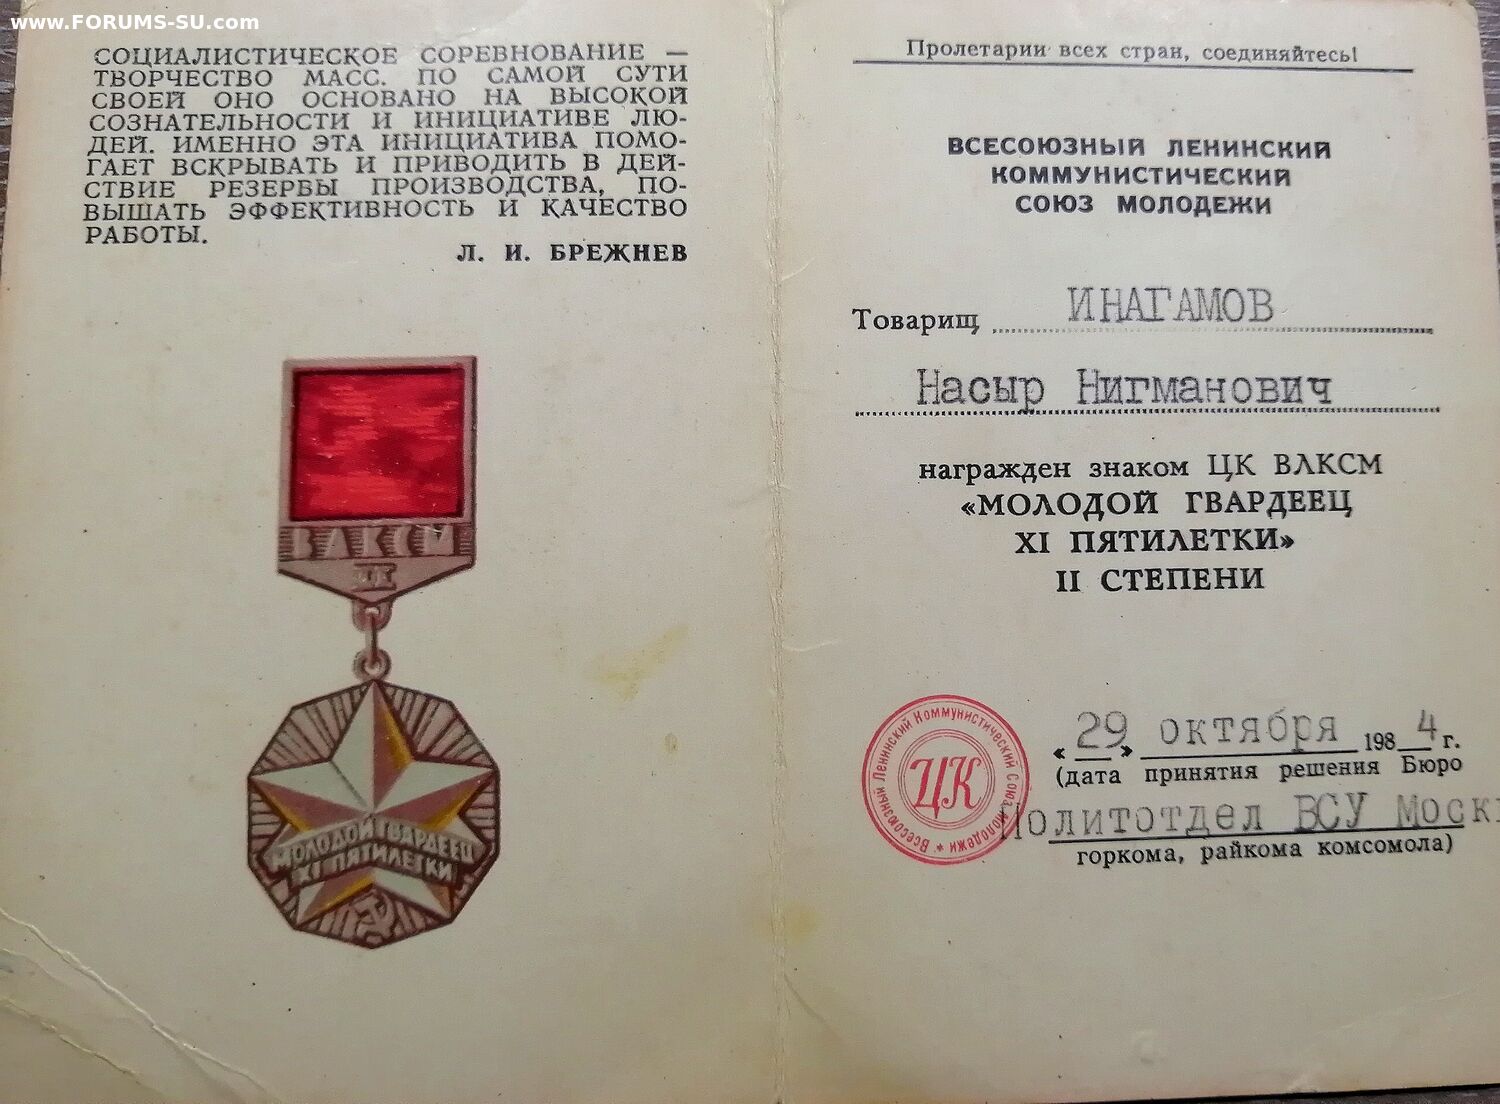 www.FORUMS-SU.com
СОЦИАЛИСТИЧЕСКОЕ СОРЕВНОВАНИЕ —
ТВОРЧЕСТВО МАСС. ПО САМОЙ СУТИ
СВОЕЙ ОНО ОСНОВАНО НА ВЫСОКОЙ
СОЗНАТЕЛЬНОСТИ И ИНИЦИАТИВЕ ЛЮ-
ДЕЙ. ИМЕННО ЭТА ИНИЦИАТИВА ПОМО-
ГАЕТ ВСКРЫВАТЬ И ПРИВОДИТЬ В ДЕЙ-
СТВИЕ РЕЗЕРВЫ ПРОИЗВОДСТВА, ПО-
ВЫШАТЬ ЭФФЕКТИВНОСТЬ И КАЧЕСТВО
РАБОТЫ.
Л. И. БРЕЖНЕВ
ВЛКСМ
II
МОЛОДОЙ ГВАРДЕЕЦ
XI ПЯТИЛЕТКИ
Пролетарии всех стран, соединяйтесь!
ВСЕСОЮЗНЫЙ ЛЕНИНСКИЙ
КОММУНИСТИЧЕСКИЙ
СОЮЗ МОЛОДЕЖИ
Товарищ ИНАГАМОВ
Насыр Нигманович
награжден знаком ЦК ВЛКСМ
«МОЛОДОЙ ГВАРДЕЕЦ
XI ПЯТИЛЕТКИ»
II СТЕПЕНИ
Всесоюзный Ленинский Коммунистический Союз Молодежи *
ЦК
«29» октября 1984 г.
(дата принятия решения Бюро
Политотдел ВСУ Моск
горкома, райкома комсомола)